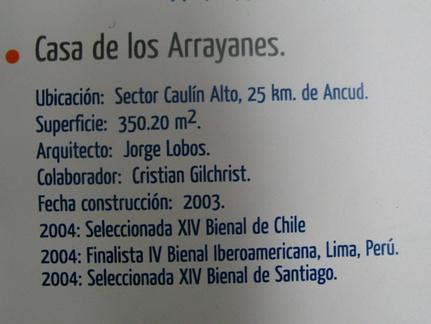 Casa de los Arrayanes.
Ubicación: Sector Caulín Alto, 25 km. de Ancud.
Superficie: 350.20 m2.
Arquitecto: Jorge Lobos.
Colaborador: Cristian Gilchrist.
Fecha construcción: 2003.
2004: Seleccionada XIV Bienal de Chile
2004: Finalista IV Bienal Iberoamericana, Lima, Perú.
2004: Seleccionada XIV Bienal de Santiago.